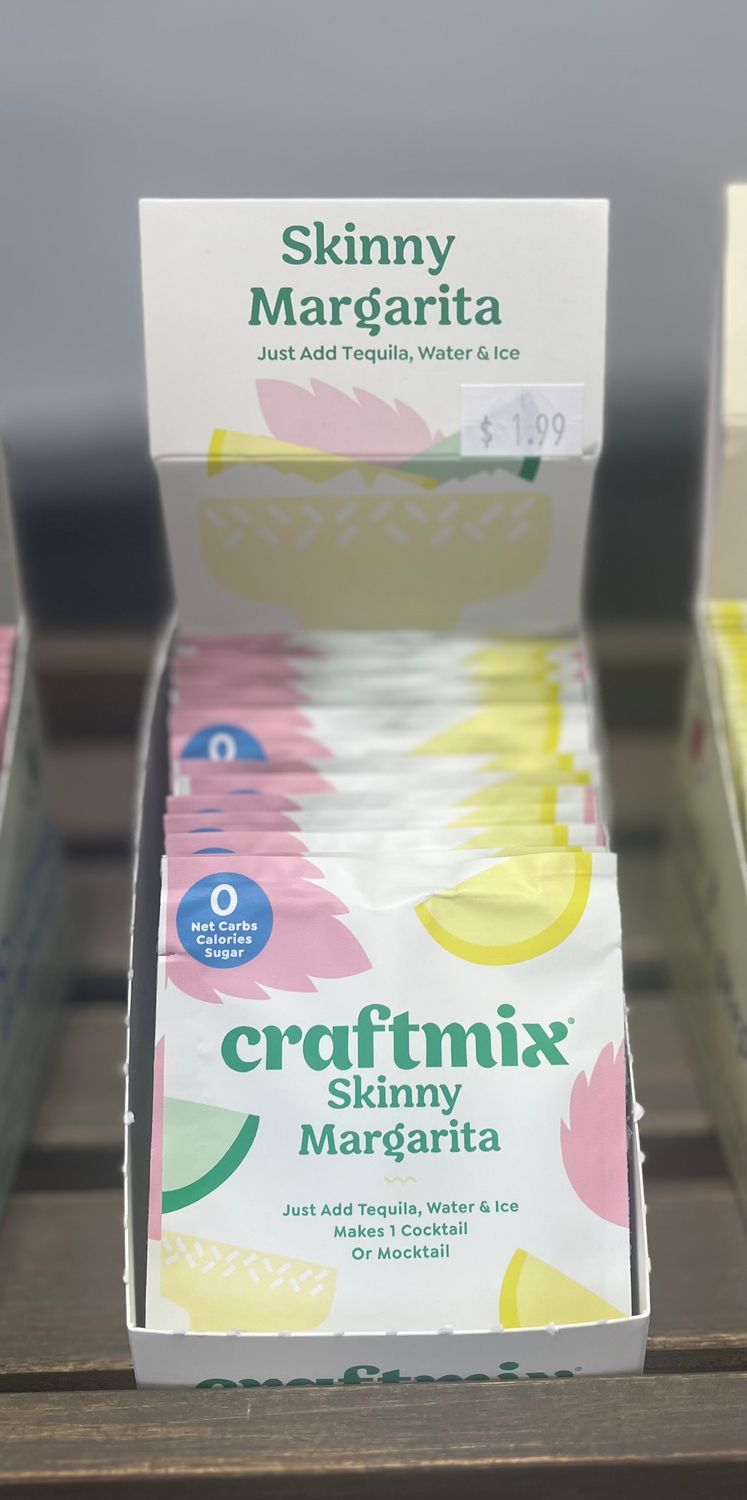 Skinny
Margarita
Just Add Tequila, Water & Ice
$ 1.99
0
0
Net Carbs
Calories
Sugar
craftmix®
Skinny
Margarita
Just Add Tequila, Water & Ice
Makes 1 Cocktail
Or Mocktail
craftmix®